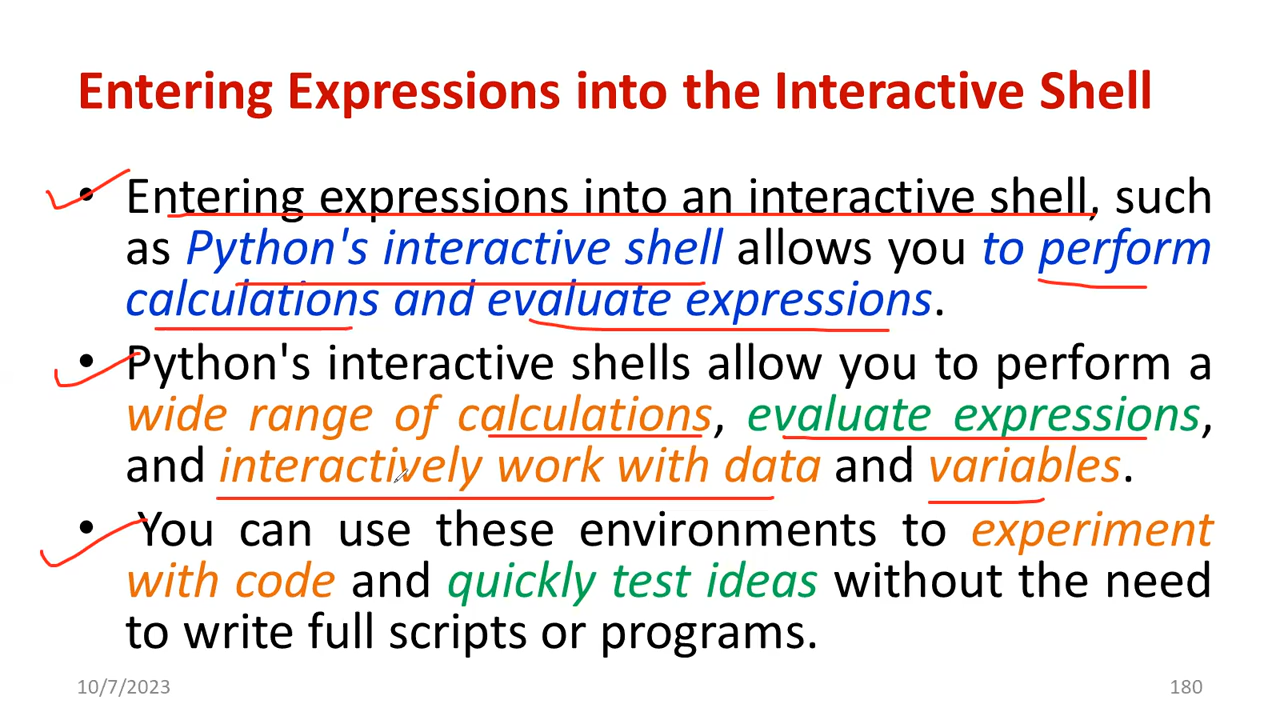 Entering Expressions into the Interactive Shell
• Entering expressions into an interactive shell, such
as Python's interactive shell allows you to perform
calculations and evaluate expressions.
• Python's interactive shells allow you to perform a
wide range of calculations, evaluate expressions,
and interactively work with data and variables.
• You can use these environments to experiment
with code and quickly test ideas without the need
to write full scripts or programs.
10/7/2023
180